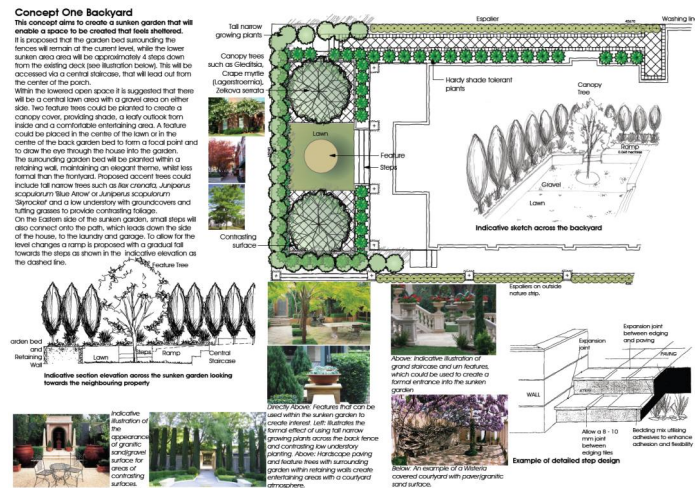 Concept One Backyard
This concept aims to create a sunken garden that will
enable a space to be created that feels sheltered.
It is proposed that the garden bed surrounding the
fences will remain at the current level, while the lower
sunken area area will be approximately 4 steps down
from the existing deck (see illustration below). This will be
accessed via a central staircase, that will lead out from
the center of the porch.
Within the lowered open space it is suggested that there
will be a central lawn area with a gravel area on either
side. Two feature trees could be planted to create a
canopy cover, providing shade, a leafy outlook from
inside and a comfortable entertaining area. A feature
could be placed in the centre of the lawn or in the
centre of the back garden bed to form a focal point and
to draw the eye through the house into the garden.
The surrounding garden bed will be planted within a
retaining wall, maintaining an elegant theme, whilst less
formal than the frontyard. Proposed accent trees could
include tall narrow trees such as Ilex crenata, Juniperus
scopulorum 'Blue Arrow' or Juniperus scopulorum
'Skyrocket' and a low understory with groundcovers and
tufting grasses to provide contrasting foliage.
On the Eastern side of the sunken garden, small steps will
also connect onto the path, which leads down the side
of the house, to the laundry and garage. To allow for the
level changes a ramp is proposed with a gradual fall
towards the steps as shown in the indicative elevation as
the dashed line.
Feature Tree
arden bed
and
Retaining
Wall
Lawn
Steps
Ramp
Central
Staircase
Indicative section elevation across the sunken garden looking
towards the neighbouring property
Tall narrow
growing plants
Canopy trees
such as Gleditsia,
Crape myrtle
(Lagerstroemia),
Zelkova serrata
Contrasting
surface
Espalier
Washing lin
Hardy shade tolerant
plants
Lawn
Feature
Steps
Canopy
Tree
Ramp
Gravel
Lawn
Indicative sketch across the backyard
Espaliers on outside
nature strip.
Indicative
illustration of
the
appearance
of granitic
sand/gravel
surface for
areas of
contrasting
surfaces.
Directly Above: Features that can be
used within the sunken garden to
create interest. Left: Illustrates the
formal effect of using tall narrow
growing plants across the back fence
and contrasting low understory
planting. Above: Hardscape paving
and feature trees with surrounding
garden within retaining walls create
entertaining areas with a courtyard
atmosphere.
Above: Indicative illustration of
grand staircase and urn features,
which could be used to create a
formal entrance into the sunken
garden
Below: An example of a Wisteria
covered courtyard with paver/granitic
sand surface.
Expansion joint
between edging
and paving
Expansion
joint
PAVING
WALL
STEPS
Allow a 8 - 10
mm joint
between
edging tiles
Bedding mix utilising
adhesives to enhance
adhesion and flexibility
Example of detailed step design